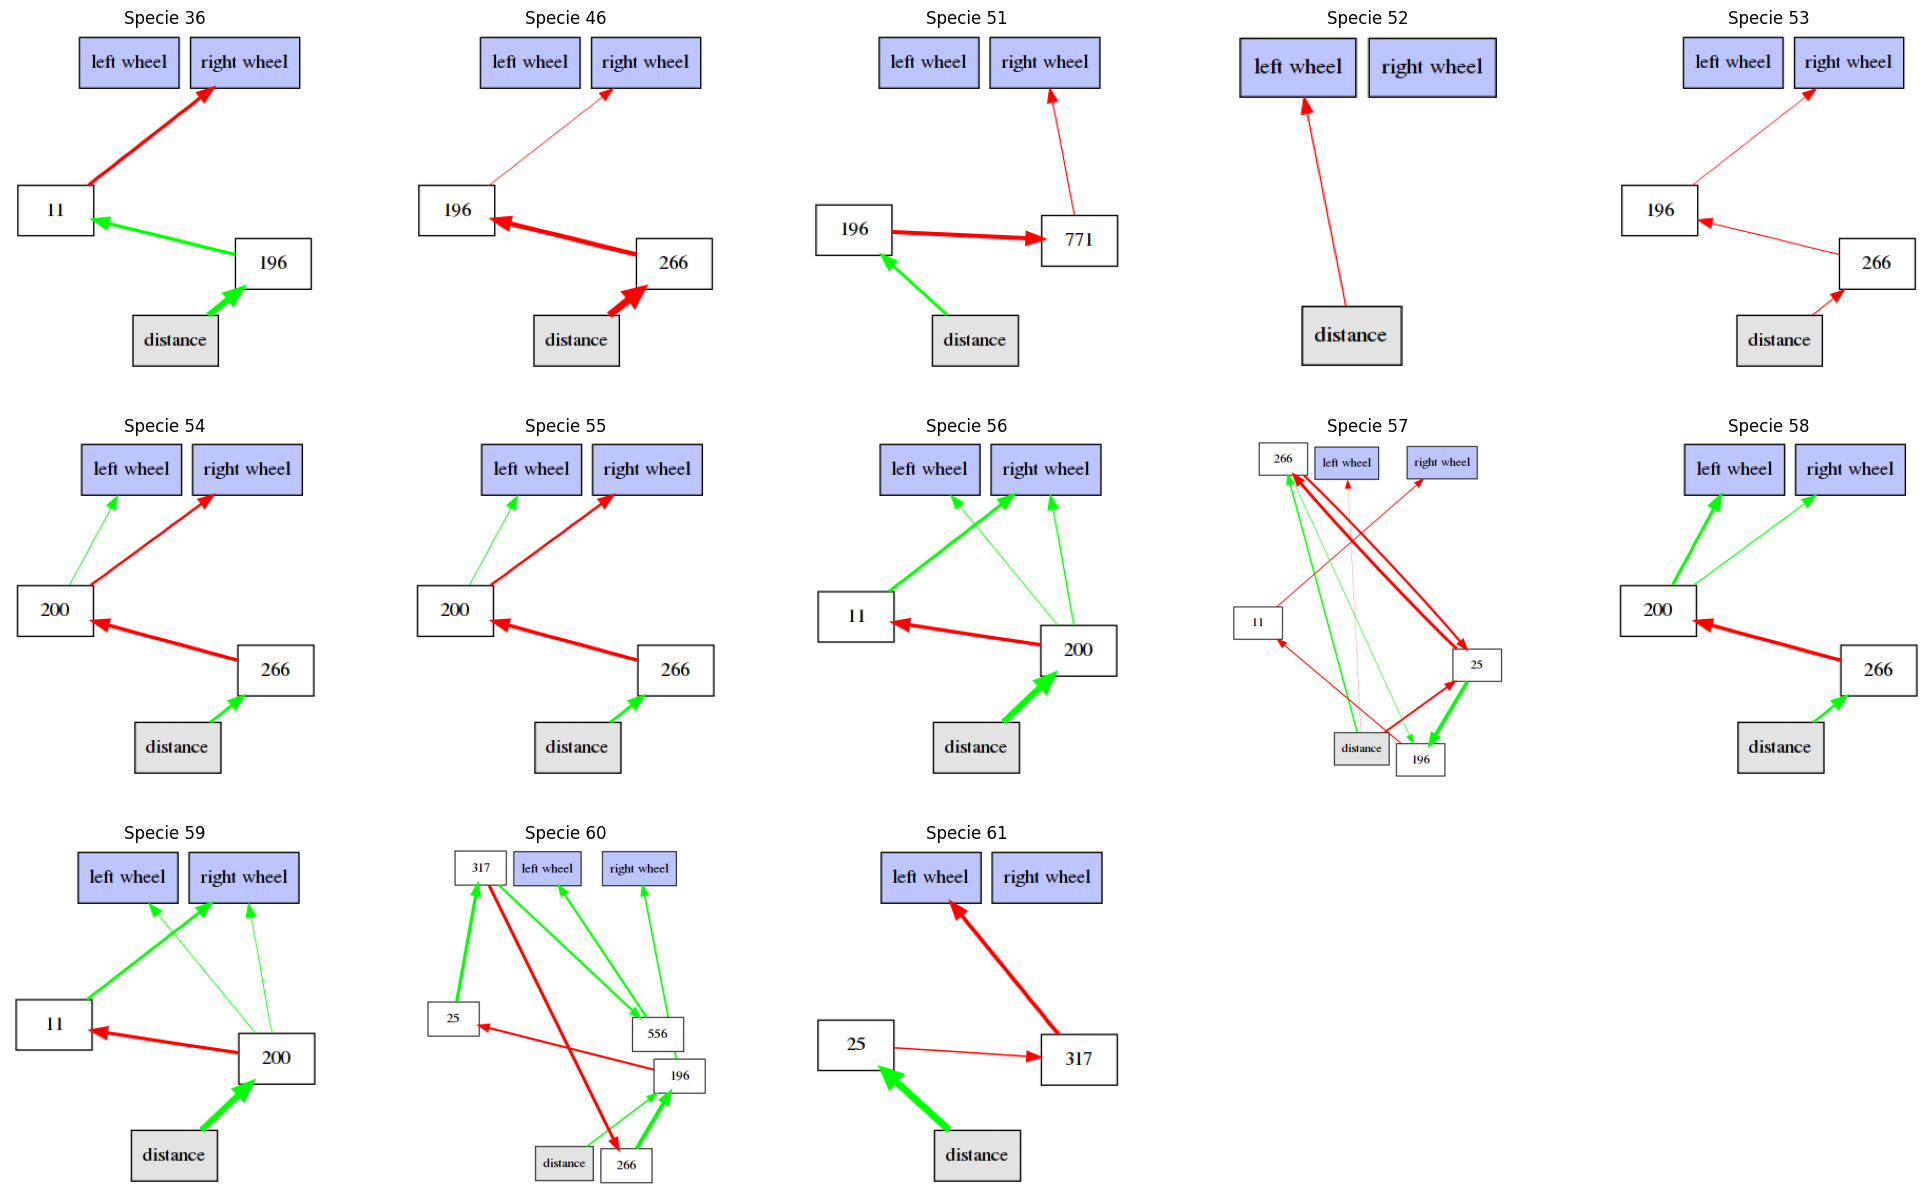 Specie 36
left wheel
right wheel
11
196
distance
Specie 46
left wheel
right wheel
196
266
distance
Specie 51
left wheel
right wheel
196
771
distance
Specie 52
left wheel
right wheel
distance
Specie 53
left wheel
right wheel
196
266
distance
Specie 54
left wheel
right wheel
200
266
distance
Specie 55
left wheel
right wheel
200
266
distance
Specie 56
left wheel
right wheel
11
200
distance
Specie 57
266
left wheel
right wheel
11
25
distance
196
Specie 58
left wheel
right wheel
200
266
distance
Specie 59
left wheel
right wheel
11
200
distance
Specie 60
317
left wheel
right wheel
25
556
196
distance
266
Specie 61
left wheel
right wheel
25
317
distance